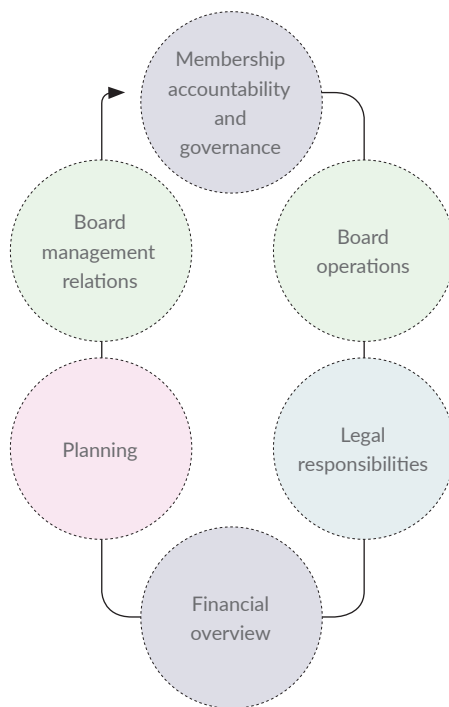 Membership
accountability
and
governance
Board
operations
Legal
responsibilities
Financial
overview
Planning
Board
management
relations